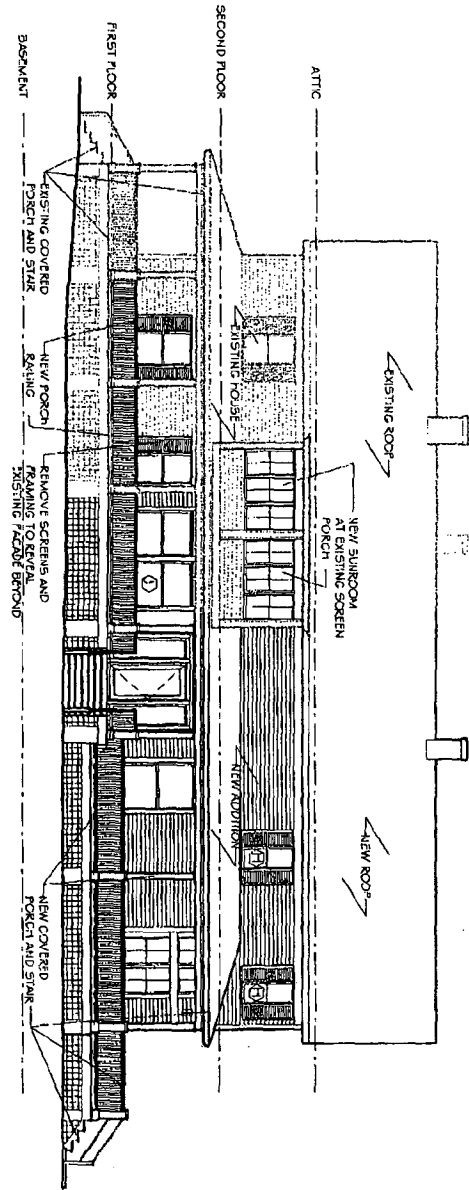 EXISTING ROOF
NEW ROOF
ATTIC
NEW SUNROOM
AT EXISTING SCREEN
PORCH
SECOND FLOOR
EXISTING HOUSE
NEW ADDITION
FIRST FLOOR
BASEMENT
EXISTING COVERED
PORCH AND STAIR
NEW PORCH
RAILING
REMOVE SCREENS AND
FRAMING TO REVEAL
EXISTING FACADE BEYOND
NEW COVERED
PORCH AND STAIR